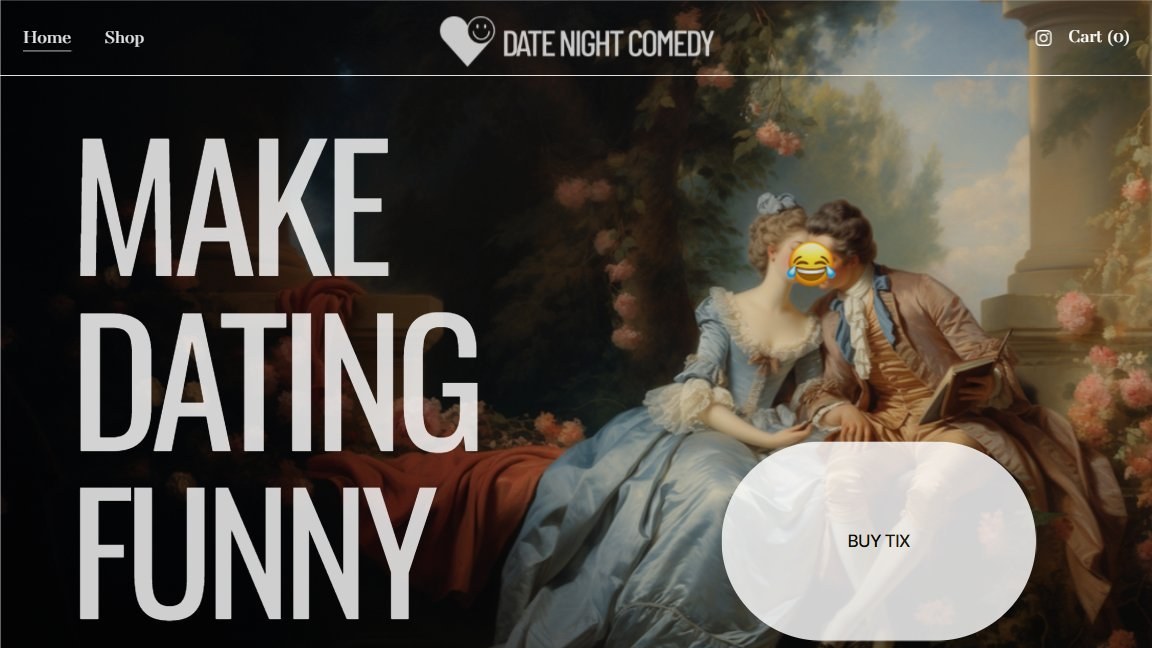 Home
Shop
DATE NIGHT COMEDY
Cart (0)
MAKE
DATING
FUNNY
BUY TIX